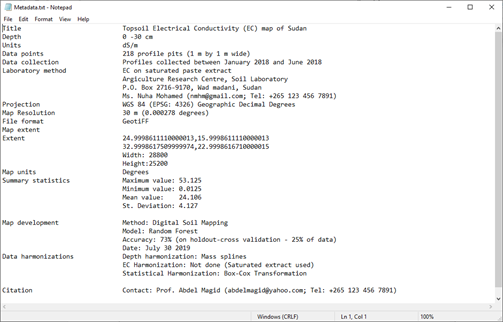 Metadata.txt - Notepad
File Edit Format View Help
Title Topsoil Electrical Conductivity (EC) map of Sudan
Depth 0 -30 cm
Units dS/m
Data points 218 profile pits (1 m by 1 m wide)
Data collection Profiles collected between January 2018 and June 2018
Laboratory method EC on saturated paste extract
Argiculture Research Centre, Soil Laboratory
P.O. Box 2716-9170, Wad madani, Sudan
Ms. Nuha Mohamed (nmhm@gmail.com; Tel: +265 123 456 7891)
Projection WGS 84 (EPSG: 4326) Geographic Decimal Degrees
Map Resolution 30 m (0.000278 degrees)
File format GeotiFF
Map extent
Extent 24.9998611110000013,15.9998611110000013
32.9998617509999974,22.9998616710000015
Width: 28800
Height:25200
Map units Degrees
Summary statistics Maximum value: 53.125
Minimum value: 0.0125
Mean value: 24.106
St. Deviation: 4.127
Map development Method: Digital Soil Mapping
Model: Random Forest
Accuracy: 73% (on holdout-cross validation - 25% of data)
Date: July 30 2019
Data harmonizations Depth harmonization: Mass splines
EC Harmonization: Not done (Saturated extract used)
Statistical Harmonization: Box-Cox Transformation
Citation Contact: Prof. Abdel Magid (abdelmagid@yahoo.com; Tel: +265 123 456 7891)
Windows (CRLF) Ln 1, Col 1 100%